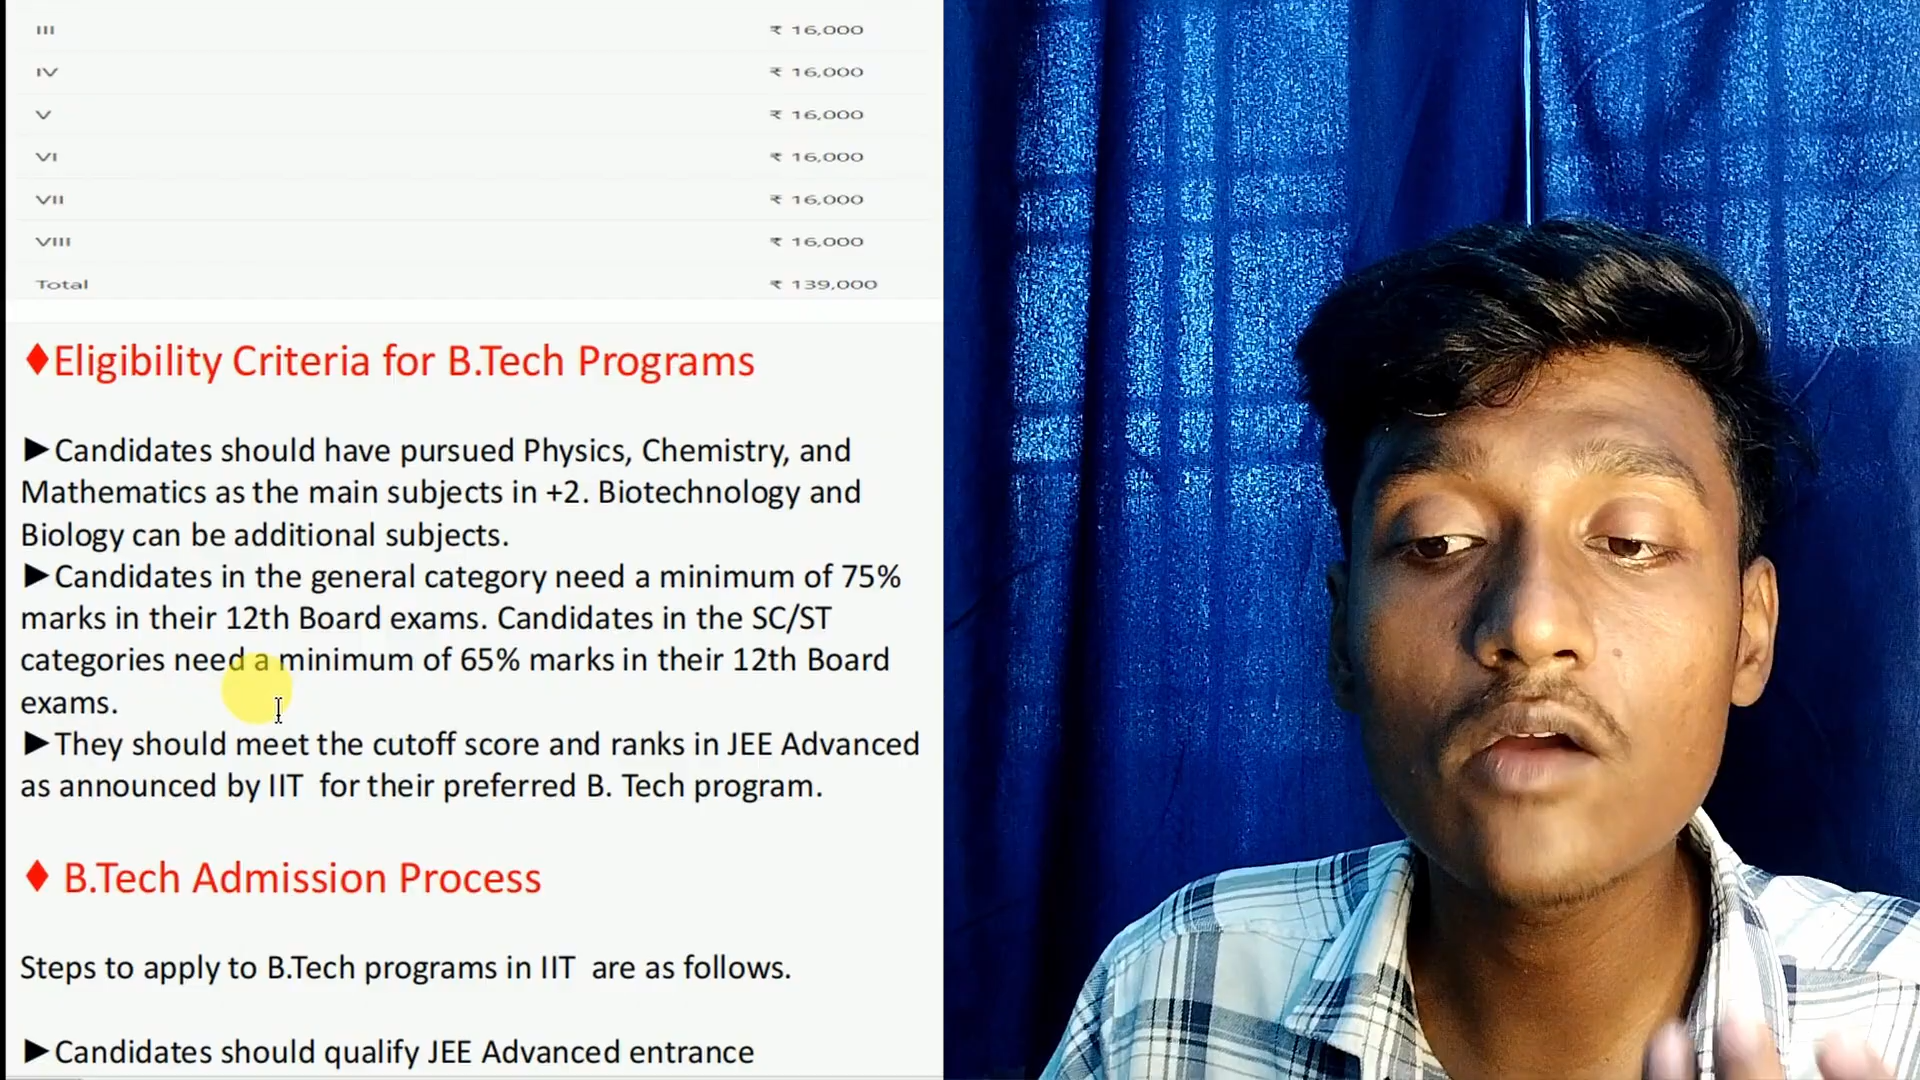 III ₹ 16,000
IV ₹ 16,000
V ₹ 16,000
VI ₹ 16,000
VII ₹ 16,000
VIII ₹ 16,000
Total ₹ 139,000
♦Eligibility Criteria for B.Tech Programs
►Candidates should have pursued Physics, Chemistry, and
Mathematics as the main subjects in +2. Biotechnology and
Biology can be additional subjects.
►Candidates in the general category need a minimum of 75%
marks in their 12th Board exams. Candidates in the SC/ST
categories need a minimum of 65% marks in their 12th Board
exams.
►They should meet the cutoff score and ranks in JEE Advanced
as announced by IIT for their preferred B. Tech program.
♦ B.Tech Admission Process
Steps to apply to B.Tech programs in IIT are as follows.
►Candidates should qualify JEE Advanced entrance